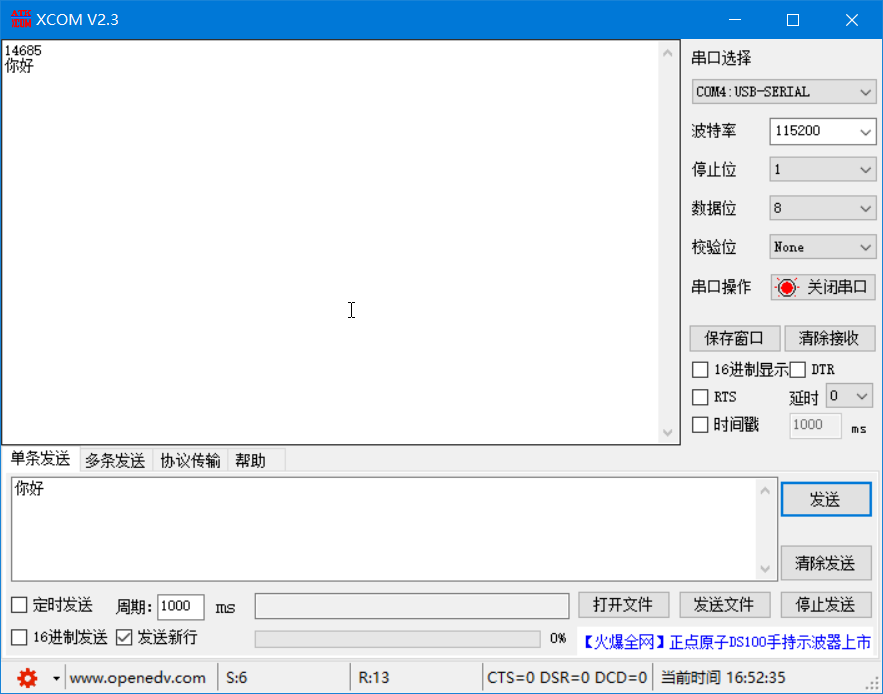 XCOM V2.3
14685
你好
串口选择
COM4:USB-SERIAL
波特率 115200
停止位 1
数据位 8
校验位 None
串口操作 关闭串口
保存窗口 清除接收
16进制显示 DTR
RTS 延时 0
时间戳 1000 ms
单条发送 多条发送 协议传输 帮助
你好
发送
清除发送
定时发送 周期: 1000 ms 打开文件 发送文件 停止发送
16进制发送 发送新行 0% 【火爆全网】正点原子DS100手持示波器上市
www.openedv.com S:6 R:13 CTS=0 DSR=0 DCD=0 当前时间 16:52:35